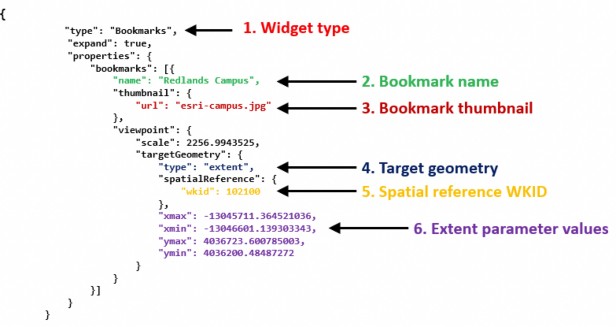 {
"type": "Bookmarks", 1. Widget type
"expand": true,
"properties": {
"bookmarks": [{
"name": "Redlands Campus", 2. Bookmark name
"thumbnail": {
"url": "esri-campus.jpg" 3. Bookmark thumbnail
},
"viewpoint": {
"scale": 2256.9943525,
"targetGeometry": {
"type": "extent", 4. Target geometry
"spatialReference": {
"wkid": 102100 5. Spatial reference WKID
},
"xmax": -13045711.364521036,
"xmin": -13046601.139303343, 6. Extent parameter values
"ymax": 4036723.600785003,
"ymin": 4036200.48487272
}
}
}]
}
}